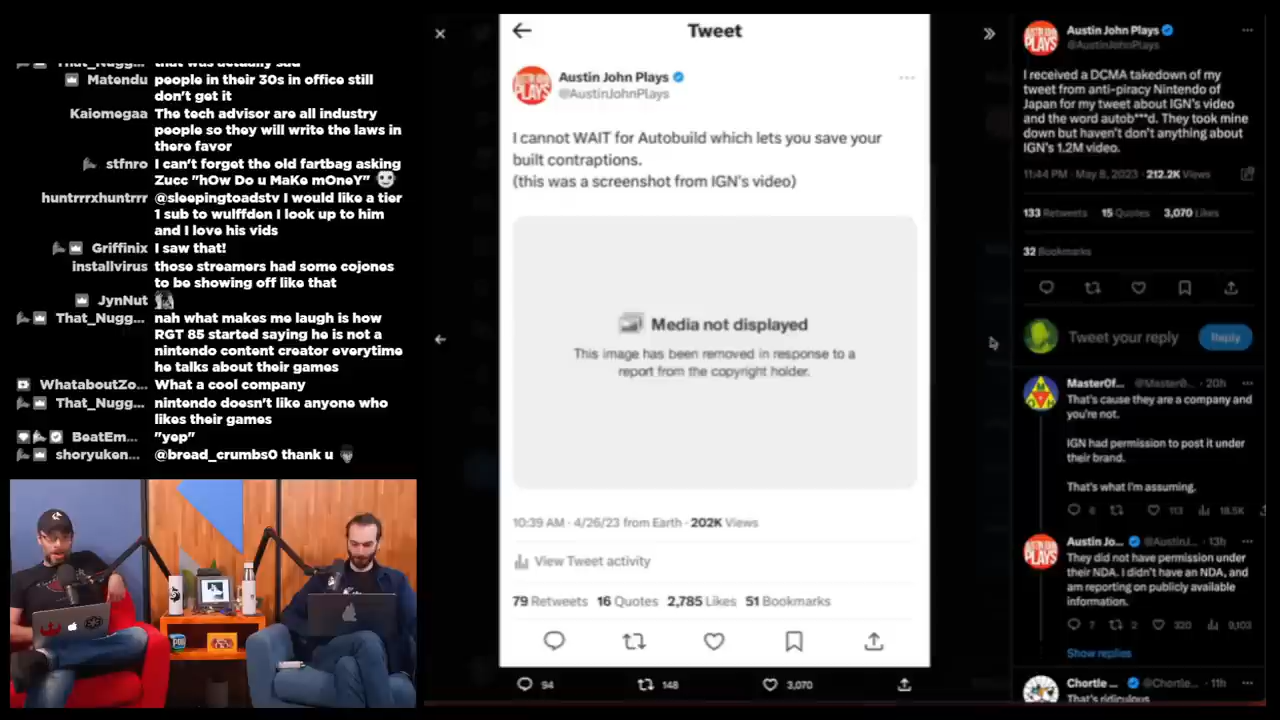 That_Nugg... that was actually sad
Matendu people in their 30s in office still
don't get it
Kaiomegaa The tech advisor are all industry
people so they will write the laws in
there favor
stfnro I can't forget the old fartbag asking
Zucc "hOw Do u MaKe mOneY"
huntrrrxhuntrrr @sleepingtoadstv I would like a tier
1 sub to wulffden I look up to him
and I love his vids
Griffinix I saw that!
installvirus those streamers had some cojones
to be showing off like that
JynNut
That_Nugg... nah what makes me laugh is how
RGT 85 started saying he is not a
nintendo content creator everytime
he talks about their games
WhataboutZo... What a cool company
That_Nugg... nintendo doesn't like anyone who
likes their games
BeatEm... "yep"
shoryuken... @bread_crumbs0 thank u
Tweet
AUSTIN JOHN PLAYS
Austin John Plays
@AustinJohnPlays
I cannot WAIT for Autobuild which lets you save your
built contraptions.
(this was a screenshot from IGN's video)
Media not displayed
This image has been removed in response to a
report from the copyright holder.
10:39 AM · 4/26/23 from Earth · 202K Views
View Tweet activity
79 Retweets 16 Quotes 2,785 Likes 51 Bookmarks
94 148 3,070
AUSTIN JOHN PLAYS
Austin John Plays
@AustinJohnPlays
I received a DCMA takedown of my
tweet from anti-piracy Nintendo of
Japan for my tweet about IGN's video
and the word autob***d. They took mine
down but haven't don't anything about
IGN's 1.2M video.
11:44 PM · May 8, 2023 · 212.2K Views
133 Retweets 15 Quotes 3,070 Likes
32 Bookmarks
Tweet your reply
Reply
MasterOf... @Master0... · 20h
That's cause they are a company and
you're not.
IGN had permission to post it under
their brand.
That's what I'm assuming.
6 113 18.5K
Austin Jo... @AustinJ... · 13h
They did not have permission under
their NDA. I didn't have an NDA, and
am reporting on publicly available
information.
7 2 320 9,103
Show replies
Chortle ... @Chortle... · 11h
That's ridiculous